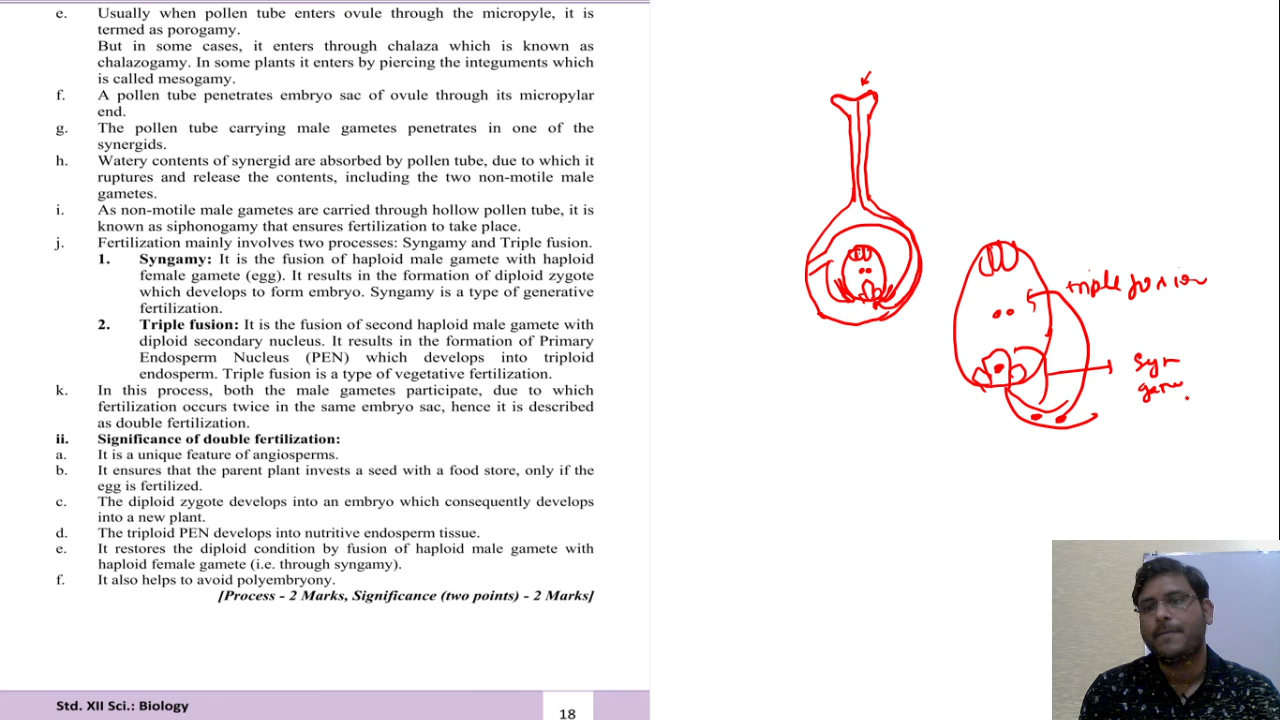 e. Usually when pollen tube enters ovule through the micropyle, it is
termed as porogamy.
But in some cases, it enters through chalaza which is known as
chalazogamy. In some plants it enters by piercing the integuments which
is called mesogamy.
f. A pollen tube penetrates embryo sac of ovule through its micropylar
end.
g. The pollen tube carrying male gametes penetrates in one of the
synergids.
h. Watery contents of synergid are absorbed by pollen tube, due to which it
ruptures and release the contents, including the two non-motile male
gametes.
i. As non-motile male gametes are carried through hollow pollen tube, it is
known as siphonogamy that ensures fertilization to take place.
j. Fertilization mainly involves two processes: Syngamy and Triple fusion.
1. Syngamy: It is the fusion of haploid male gamete with haploid
female gamete (egg). It results in the formation of diploid zygote
which develops to form embryo. Syngamy is a type of generative
fertilization.
2. Triple fusion: It is the fusion of second haploid male gamete with
diploid secondary nucleus. It results in the formation of Primary
Endosperm Nucleus (PEN) which develops into triploid
endosperm. Triple fusion is a type of vegetative fertilization.
k. In this process, both the male gametes participate, due to which
fertilization occurs twice in the same embryo sac, hence it is described
as double fertilization.
ii. Significance of double fertilization:
a. It is a unique feature of angiosperms.
b. It ensures that the parent plant invests a seed with a food store, only if the
egg is fertilized.
c. The diploid zygote develops into an embryo which consequently develops
into a new plant.
d. The triploid PEN develops into nutritive endosperm tissue.
e. It restores the diploid condition by fusion of haploid male gamete with
haploid female gamete (i.e. through syngamy).
f. It also helps to avoid polyembryony.
[Process - 2 Marks, Significance (two points) - 2 Marks]
Std. XII Sci.: Biology
18
triple fusion
Syn